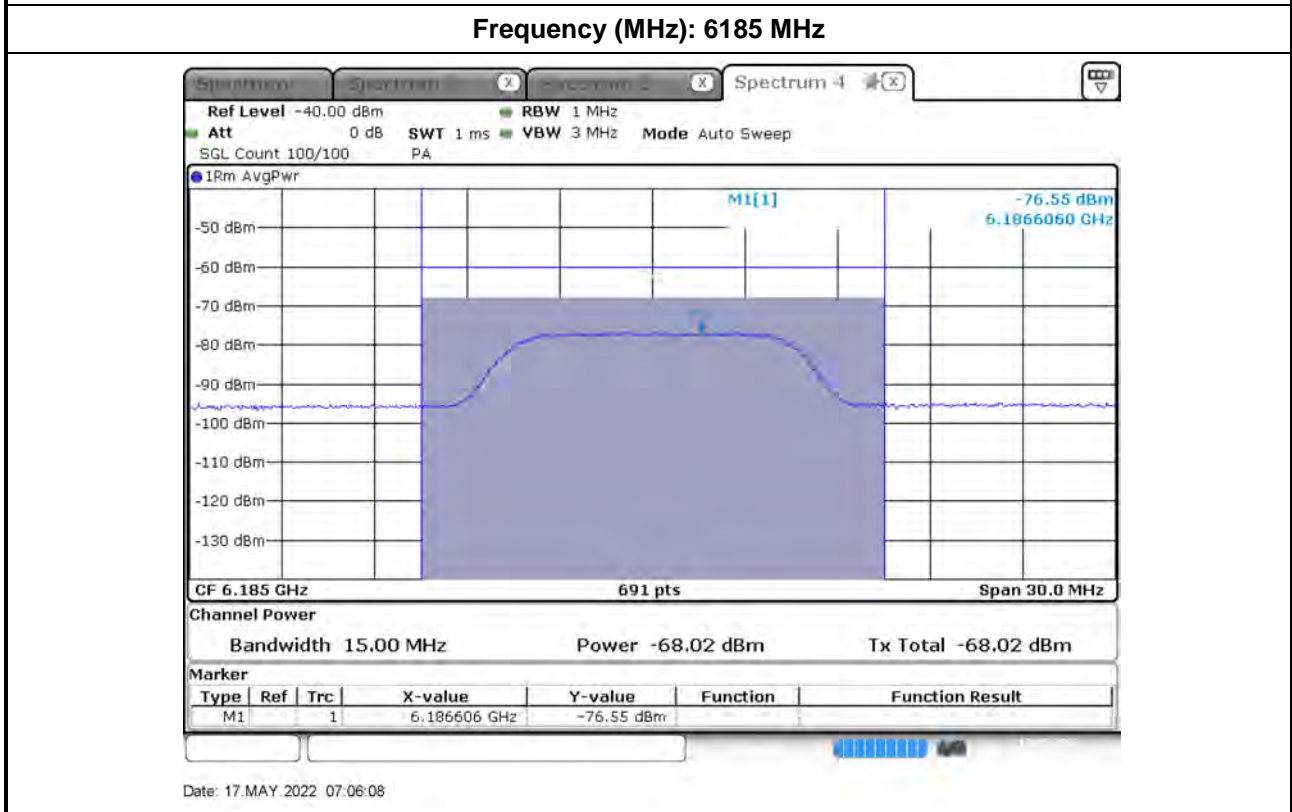 Frequency (MHz): 6185 MHz
Spectrum 4
Ref Level -40.00 dBm RBW 1 MHz
Att 0 dB SWT 1 ms VBW 3 MHz Mode Auto Sweep
SGL Count 100/100 PA
1Rm AvgPwr
M1[1] -76.55 dBm
6.1866060 GHz
-50 dBm
-60 dBm
-70 dBm
-80 dBm
-90 dBm
-100 dBm
-110 dBm
-120 dBm
-130 dBm
CF 6.185 GHz 691 pts Span 30.0 MHz
Channel Power
Bandwidth 15.00 MHz Power -68.02 dBm Tx Total -68.02 dBm
Marker
Type Ref Trc X-value Y-value Function Function Result
M1 1 6.186606 GHz -76.55 dBm
Date: 17.MAY.2022 07:06:08